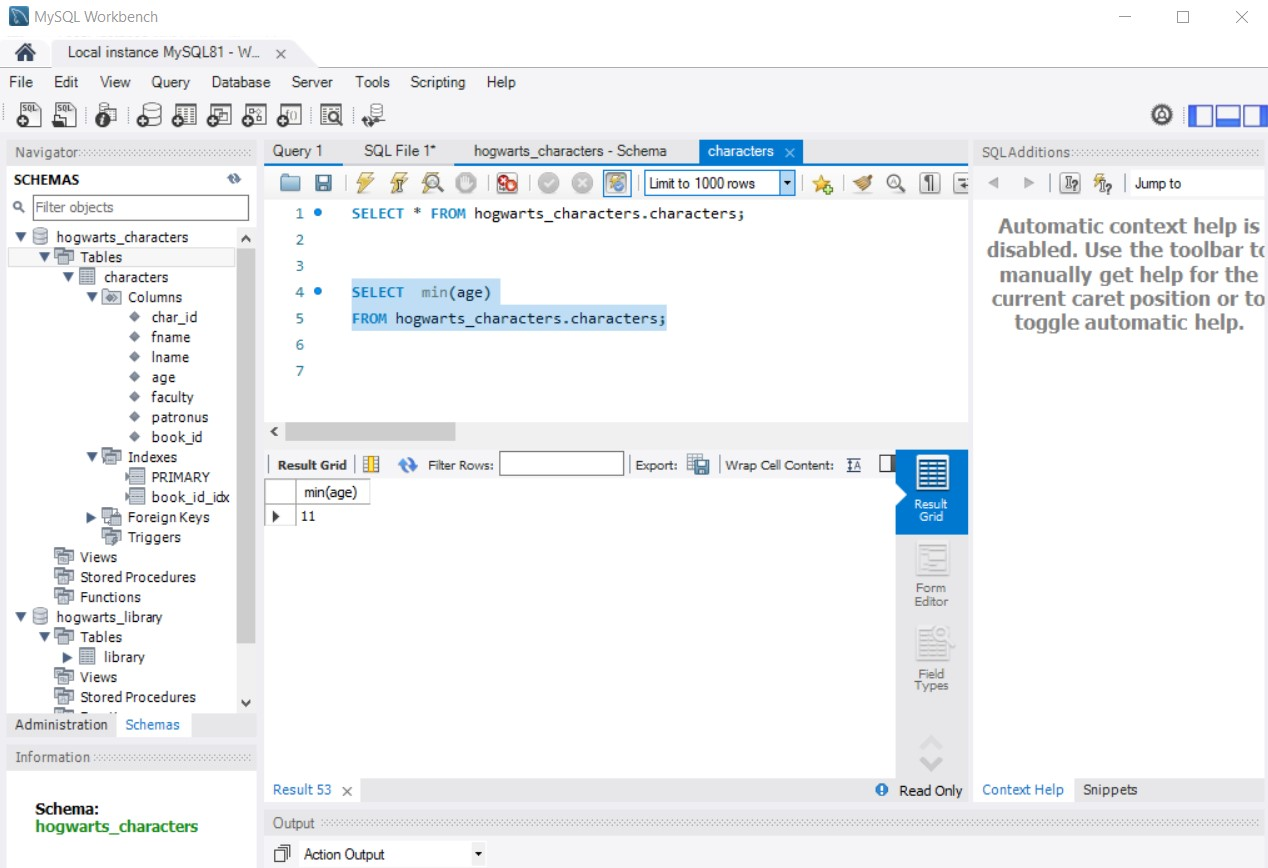 MySQL Workbench
Local instance MySQL81 - W...
File Edit View Query Database Server Tools Scripting Help
Navigator
SCHEMAS
Filter objects
hogwarts_characters
Tables
characters
Columns
char_id
fname
lname
age
faculty
patronus
book_id
Indexes
PRIMARY
book_id_idx
Foreign Keys
Triggers
Views
Stored Procedures
Functions
hogwarts_library
Tables
library
Views
Stored Procedures
Administration Schemas
Information
Schema:
hogwarts_characters
Query 1 SQL File 1* hogwarts_characters - Schema characters
Limit to 1000 rows
1 SELECT * FROM hogwarts_characters.characters;
2
3
4 SELECT min(age)
5 FROM hogwarts_characters.characters;
6
7
Result Grid Filter Rows: Export: Wrap Cell Content:
min(age)
11
Result
Grid
Form
Editor
Field
Types
Result 53 Read Only
Output
Action Output
SQLAdditions
Jump to
Automatic context help is
disabled. Use the toolbar to
manually get help for the
current caret position or to
toggle automatic help.
Context Help Snippets